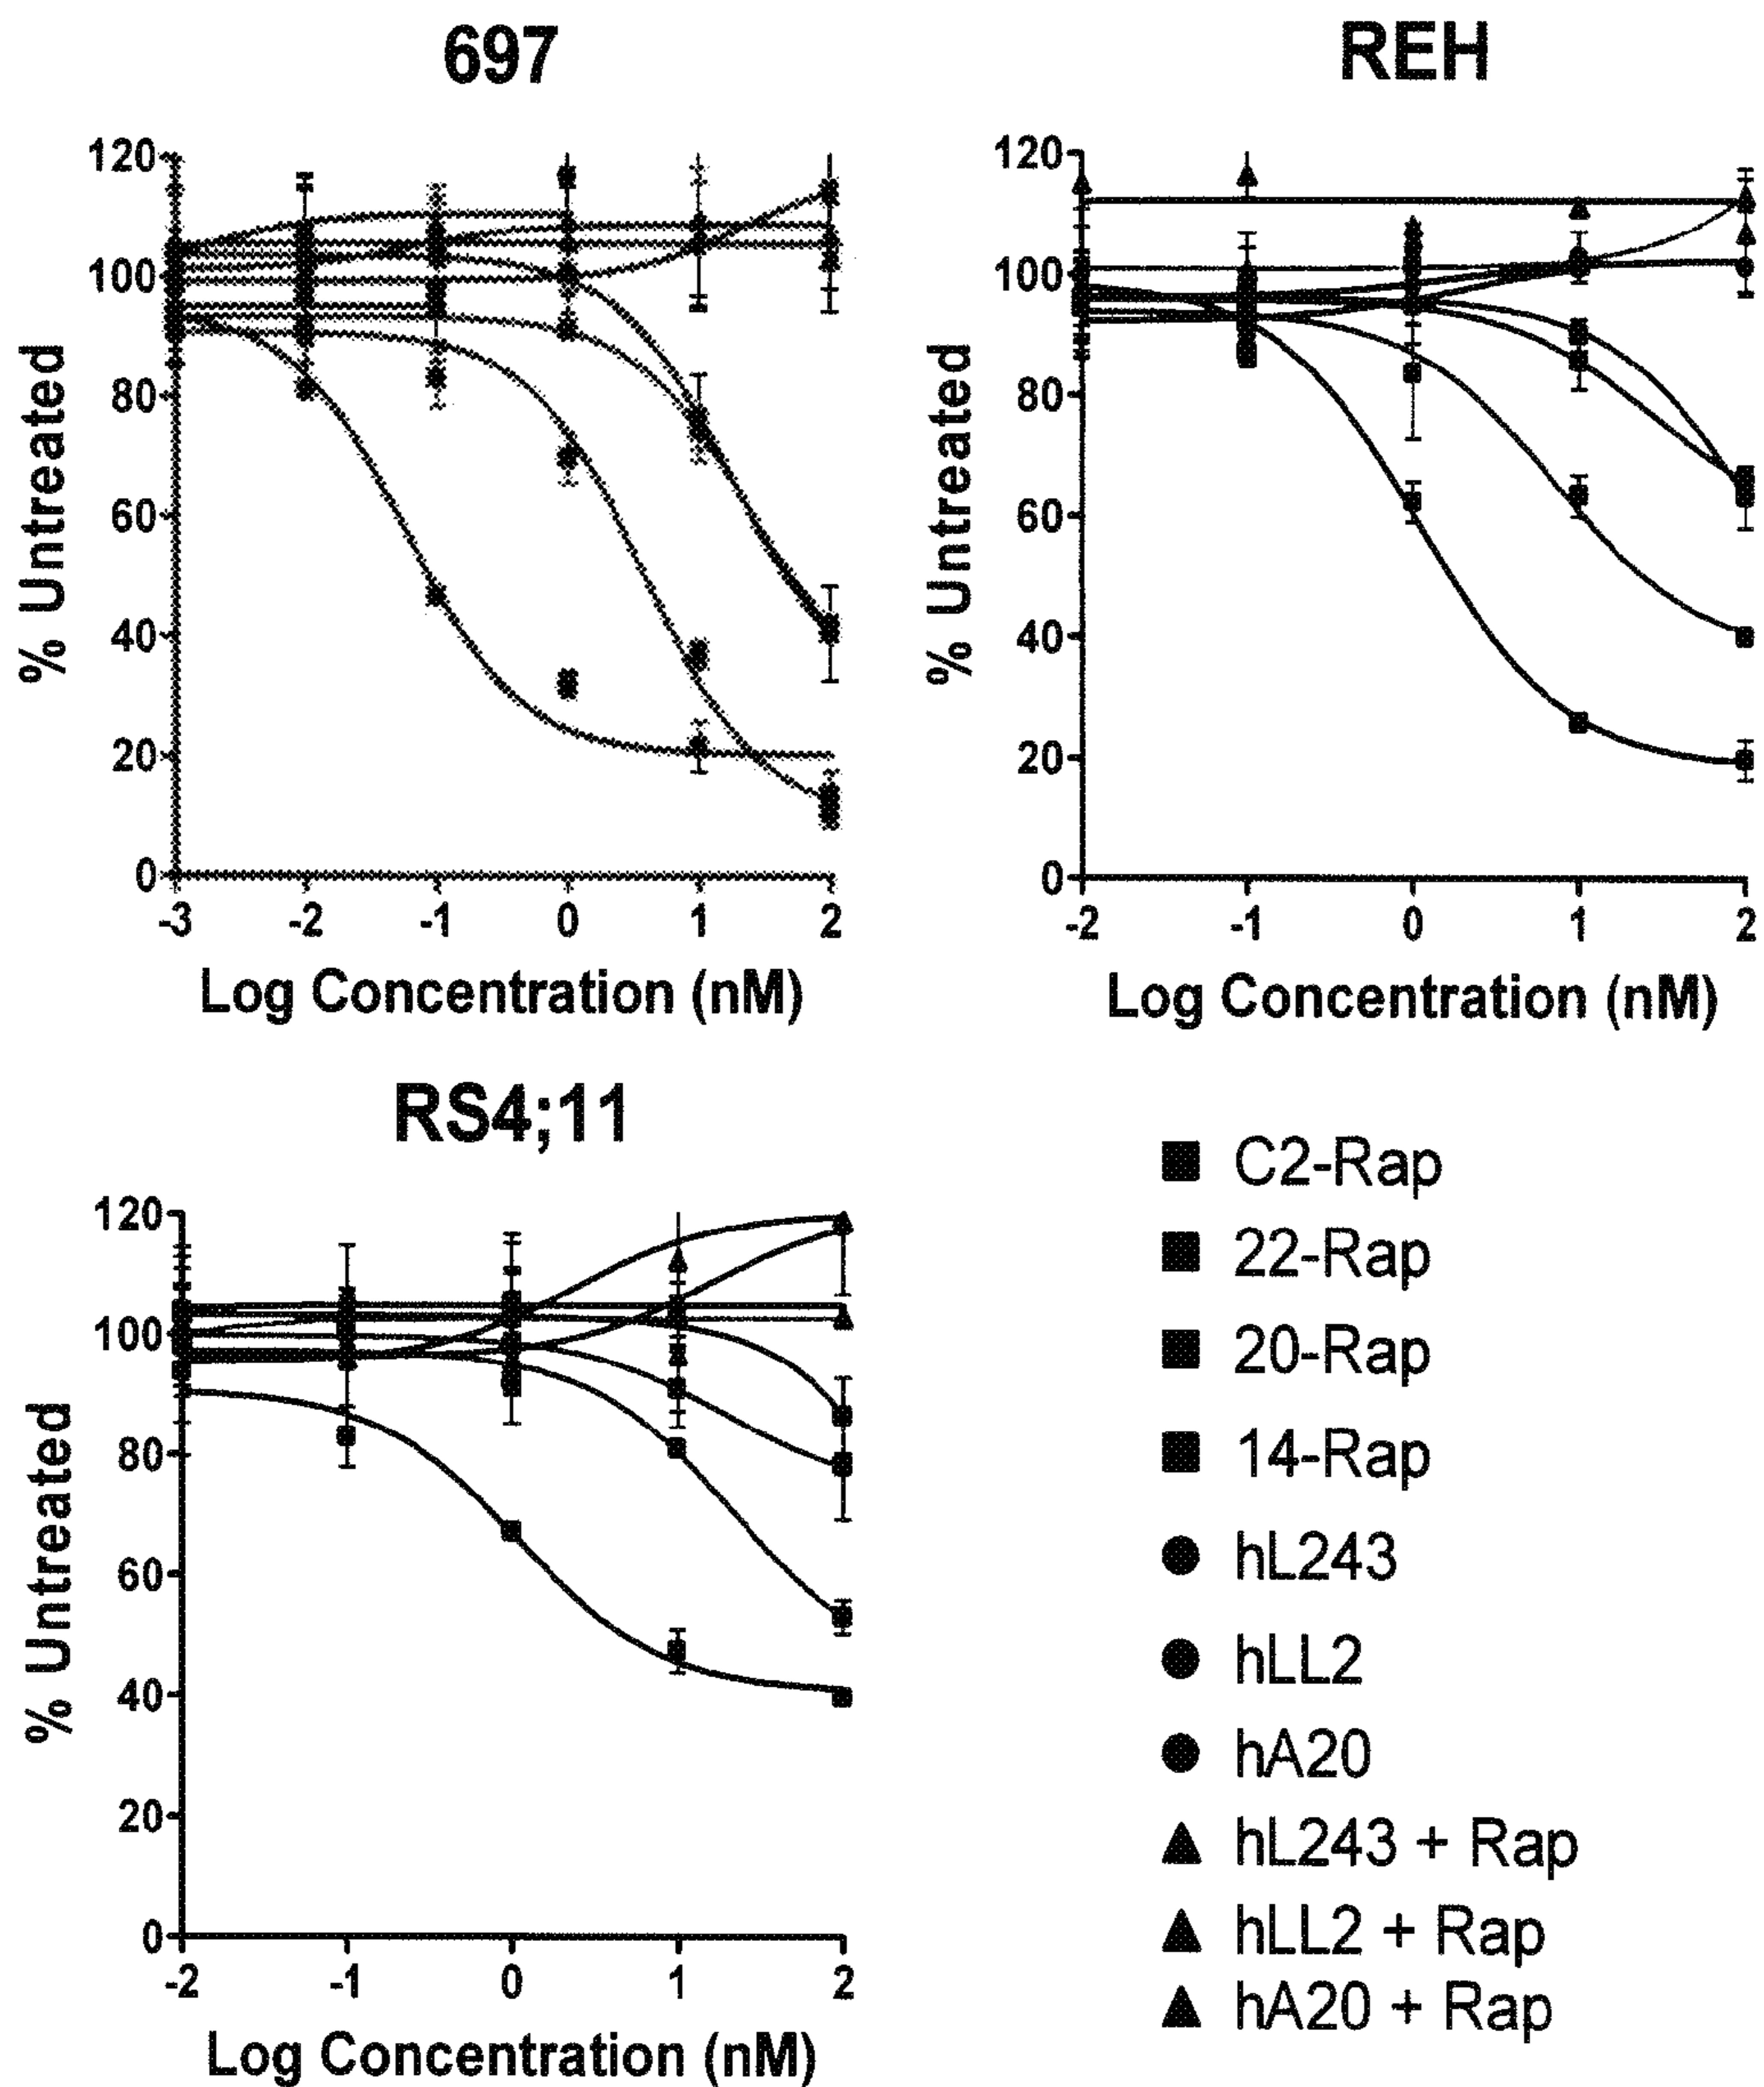 697
120
100
80
60
40
20
0
% Untreated
-3 -2 -1 0 1 2
Log Concentration (nM)
REH
120
100
80
60
40
20
0
% Untreated
-2 -1 0 1 2
Log Concentration (nM)
RS4;11
120
100
80
60
40
20
0
% Untreated
-2 -1 0 1 2
Log Concentration (nM)
C2-Rap
22-Rap
20-Rap
14-Rap
hL243
hLL2
hA20
hL243 + Rap
hLL2 + Rap
hA20 + Rap